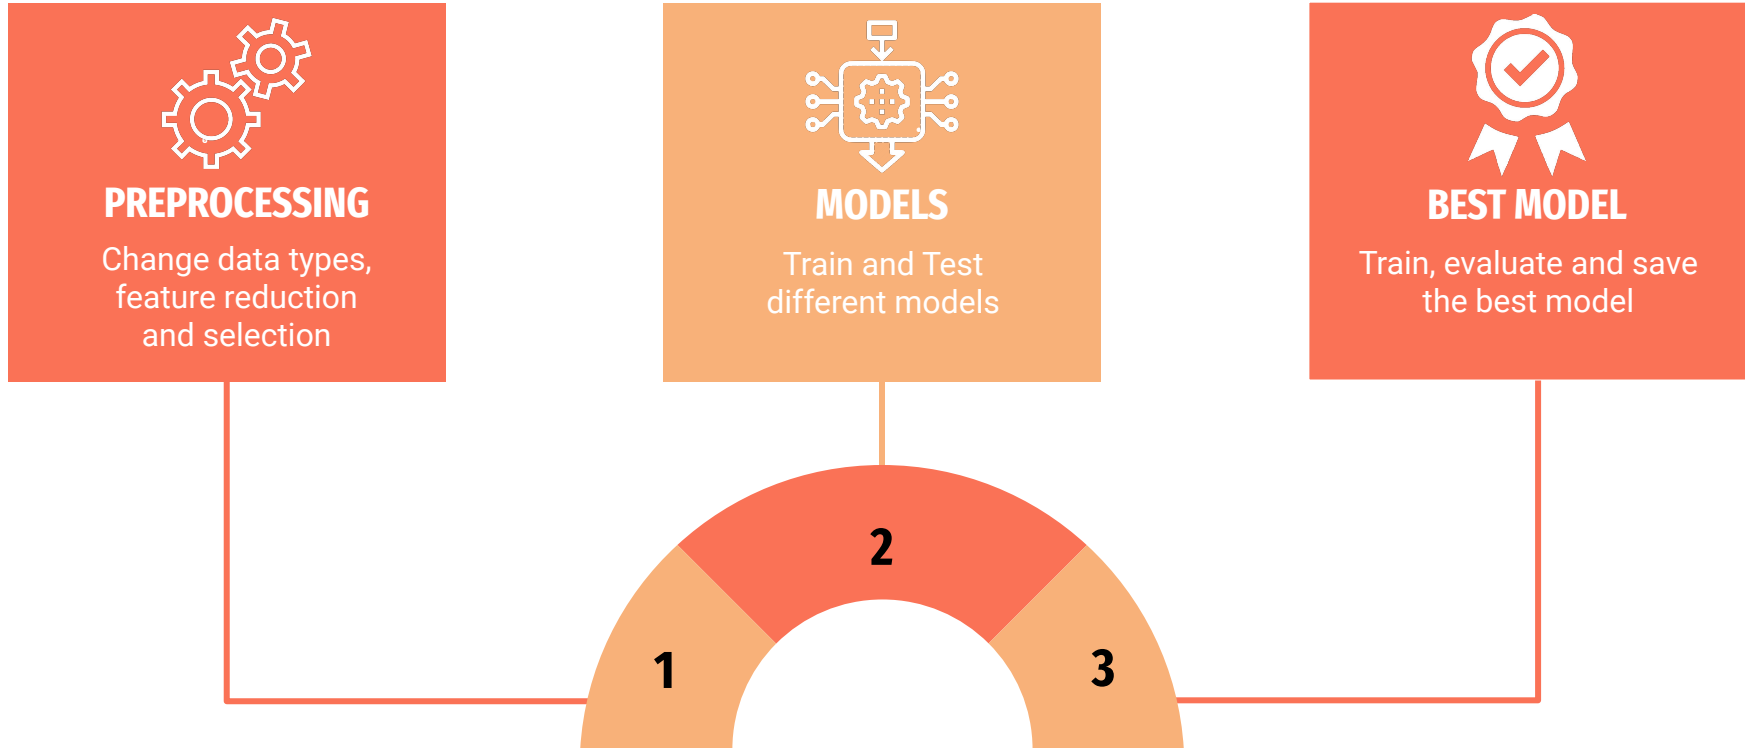 PREPROCESSING
Change data types,
feature reduction
and selection
MODELS
Train and Test
different models
BEST MODEL
Train, evaluate and save
the best model
1
2
3